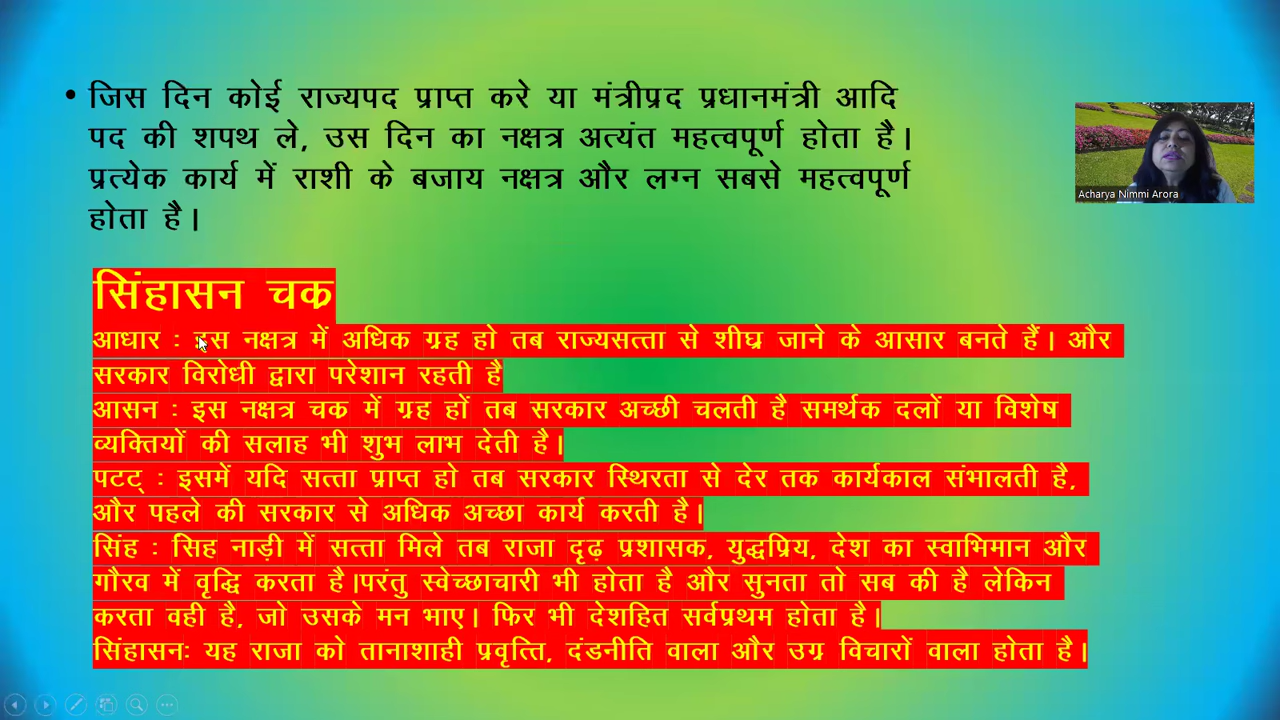 • जिस दिन कोई राज्यपद प्राप्त करे या मंत्रीप्रद प्रधानमंत्री आदि
पद की शपथ ले, उस दिन का नक्षत्र अत्यंत महत्वपूर्ण होता है।
प्रत्येक कार्य में राशी के बजाय नक्षत्र और लग्न सबसे महत्वपूर्ण
होता है।
Acharya Nimmi Arora
सिंहासन चक्र
आधार : इस नक्षत्र में अधिक ग्रह हो तब राज्यसत्ता से शीघ्र जाने के आसार बनते हैं। और
सरकार विरोधी द्वारा परेशान रहती है
आसन : इस नक्षत्र चक्र में ग्रह हों तब सरकार अच्छी चलती है समर्थक दलों या विशेष
व्यक्तियों की सलाह भी शुभ लाभ देती है।
पटट् : इसमें यदि सत्ता प्राप्त हो तब सरकार स्थिरता से देर तक कार्यकाल संभालती है,
और पहले की सरकार से अधिक अच्छा कार्य करती है।
सिंह : सिह नाड़ी में सत्ता मिले तब राजा दृढ़ प्रशासक, युद्धप्रिय, देश का स्वाभिमान और
गौरव में वृद्धि करता है।परंतु स्वेच्छाचारी भी होता है और सुनता तो सब की है लेकिन
करता वही है, जो उसके मन भाए। फिर भी देशहित सर्वप्रथम होता है।
सिंहासनः यह राजा को तानाशाही प्रवृत्ति, दंडनीति वाला और उग्र विचारों वाला होता है।